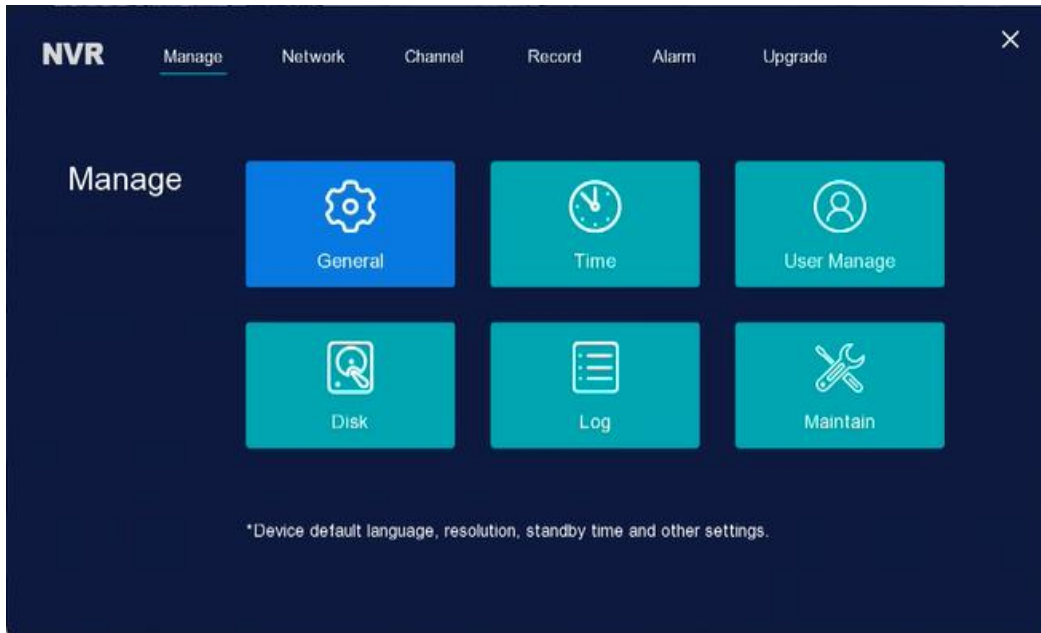 NVR Manage Network Channel Record Alarm Upgrade
Manage
General Time User Manage
Disk Log Maintain
*Device default language, resolution, standby time and other settings.